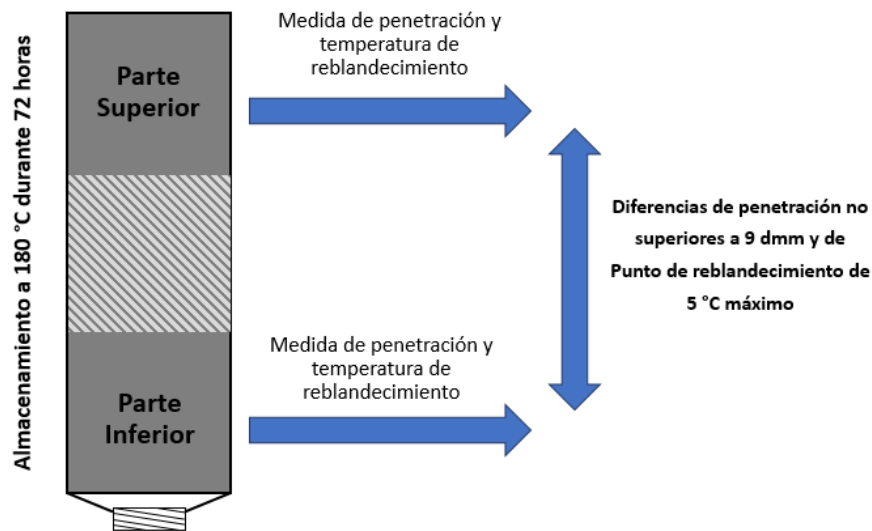 Almacenamiento a 180 °C durante 72 horas
Parte
Superior
Medida de penetración y
temperatura de
reblandecimiento
Diferencias de penetración no
superiores a 9 dmm y de
Punto de reblandecimiento de
5 °C máximo
Medida de penetración y
temperatura de
reblandecimiento
Parte
Inferior